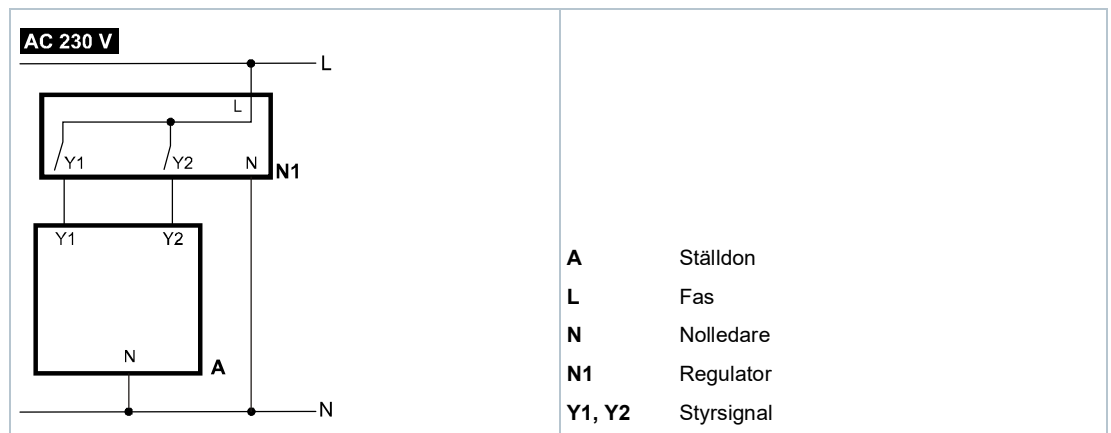 AC 230 V
L
L
Y1 Y2 N
N1
Y1 Y2
N
A
N
A Ställdon
L Fas
N Nolledare
N1 Regulator
Y1, Y2 Styrsignal